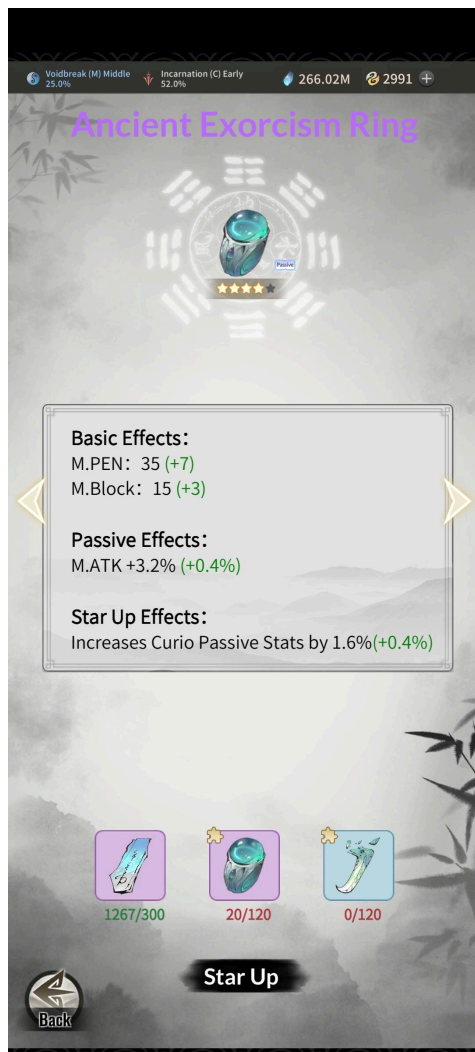 Voidbreak (M) Middle
25.0%
Incarnation (C) Early
52.0%
266.02M
2991
Ancient Exorcism Ring
Passive
Basic Effects：
M.PEN： 35 (+7)
M.Block： 15 (+3)
Passive Effects：
M.ATK +3.2% (+0.4%)
Star Up Effects：
Increases Curio Passive Stats by 1.6%(+0.4%)
1267/300
20/120
0/120
Star Up
Back